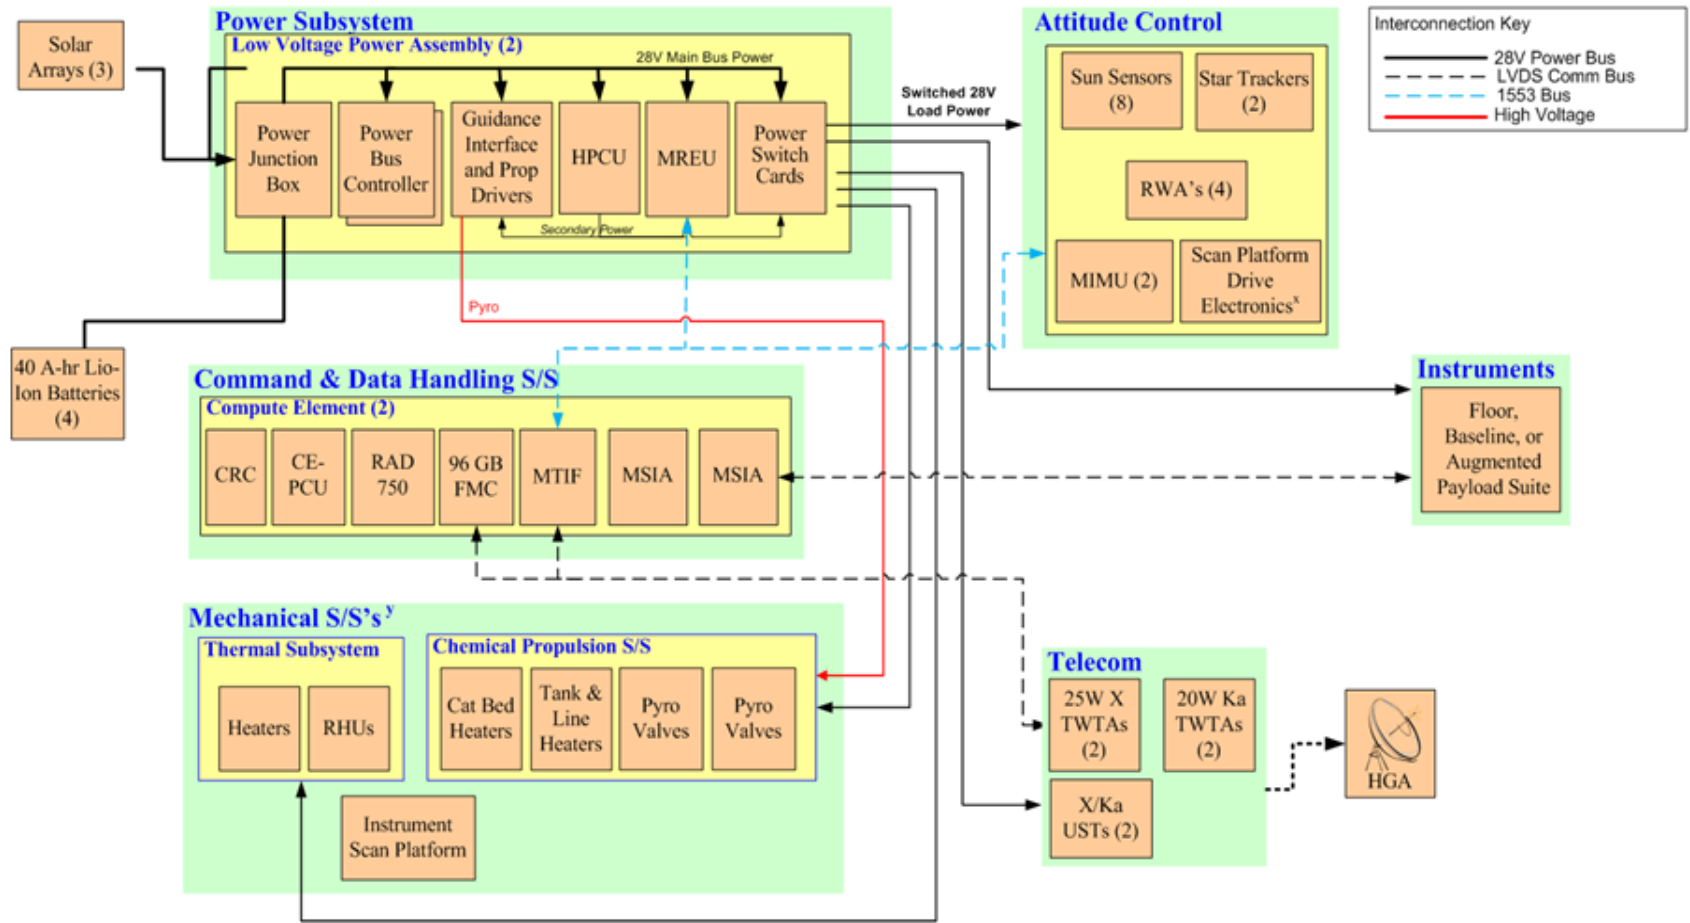 Power Subsystem
Low Voltage Power Assembly (2)
28V Main Bus Power
Solar
Arrays (3)
Power
Junction
Box
Power
Bus
Controller
Guidance
Interface
and Prop
Drivers
HPCU
MREU
Power
Switch
Cards
Secondary Power
Switched 28V
Load Power
Pyro
40 A-hr Lio-
Ion Batteries
(4)
Attitude Control
Sun Sensors
(8)
Star Trackers
(2)
RWA's (4)
MIMU (2)
Scan Platform
Drive
Electronicsˣ
Interconnection Key
28V Power Bus
LVDS Comm Bus
1553 Bus
High Voltage
Command & Data Handling S/S
Compute Element (2)
CRC
CE-
PCU
RAD
750
96 GB
FMC
MTIF
MSIA
MSIA
Instruments
Floor,
Baseline, or
Augmented
Payload Suite
Mechanical S/S's ʸ
Thermal Subsystem
Heaters
RHUs
Chemical Propulsion S/S
Cat Bed
Heaters
Tank &
Line
Heaters
Pyro
Valves
Pyro
Valves
Instrument
Scan Platform
Telecom
25W X
TWTAs
(2)
20W Ka
TWTAs
(2)
X/Ka
USTs (2)
HGA